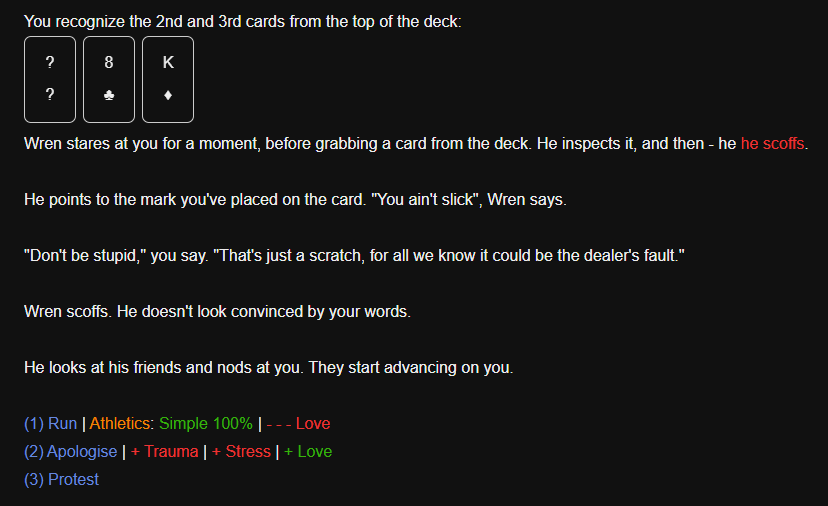 You recognize the 2nd and 3rd cards from the top of the deck:
? 8 K
? ♣ ♦
Wren stares at you for a moment, before grabbing a card from the deck. He inspects it, and then - he he scoffs.
He points to the mark you've placed on the card. "You ain't slick", Wren says.
"Don't be stupid," you say. "That's just a scratch, for all we know it could be the dealer's fault."
Wren scoffs. He doesn't look convinced by your words.
He looks at his friends and nods at you. They start advancing on you.
(1) Run | Athletics: Simple 100% | - - - Love
(2) Apologise | + Trauma | + Stress | + Love
(3) Protest